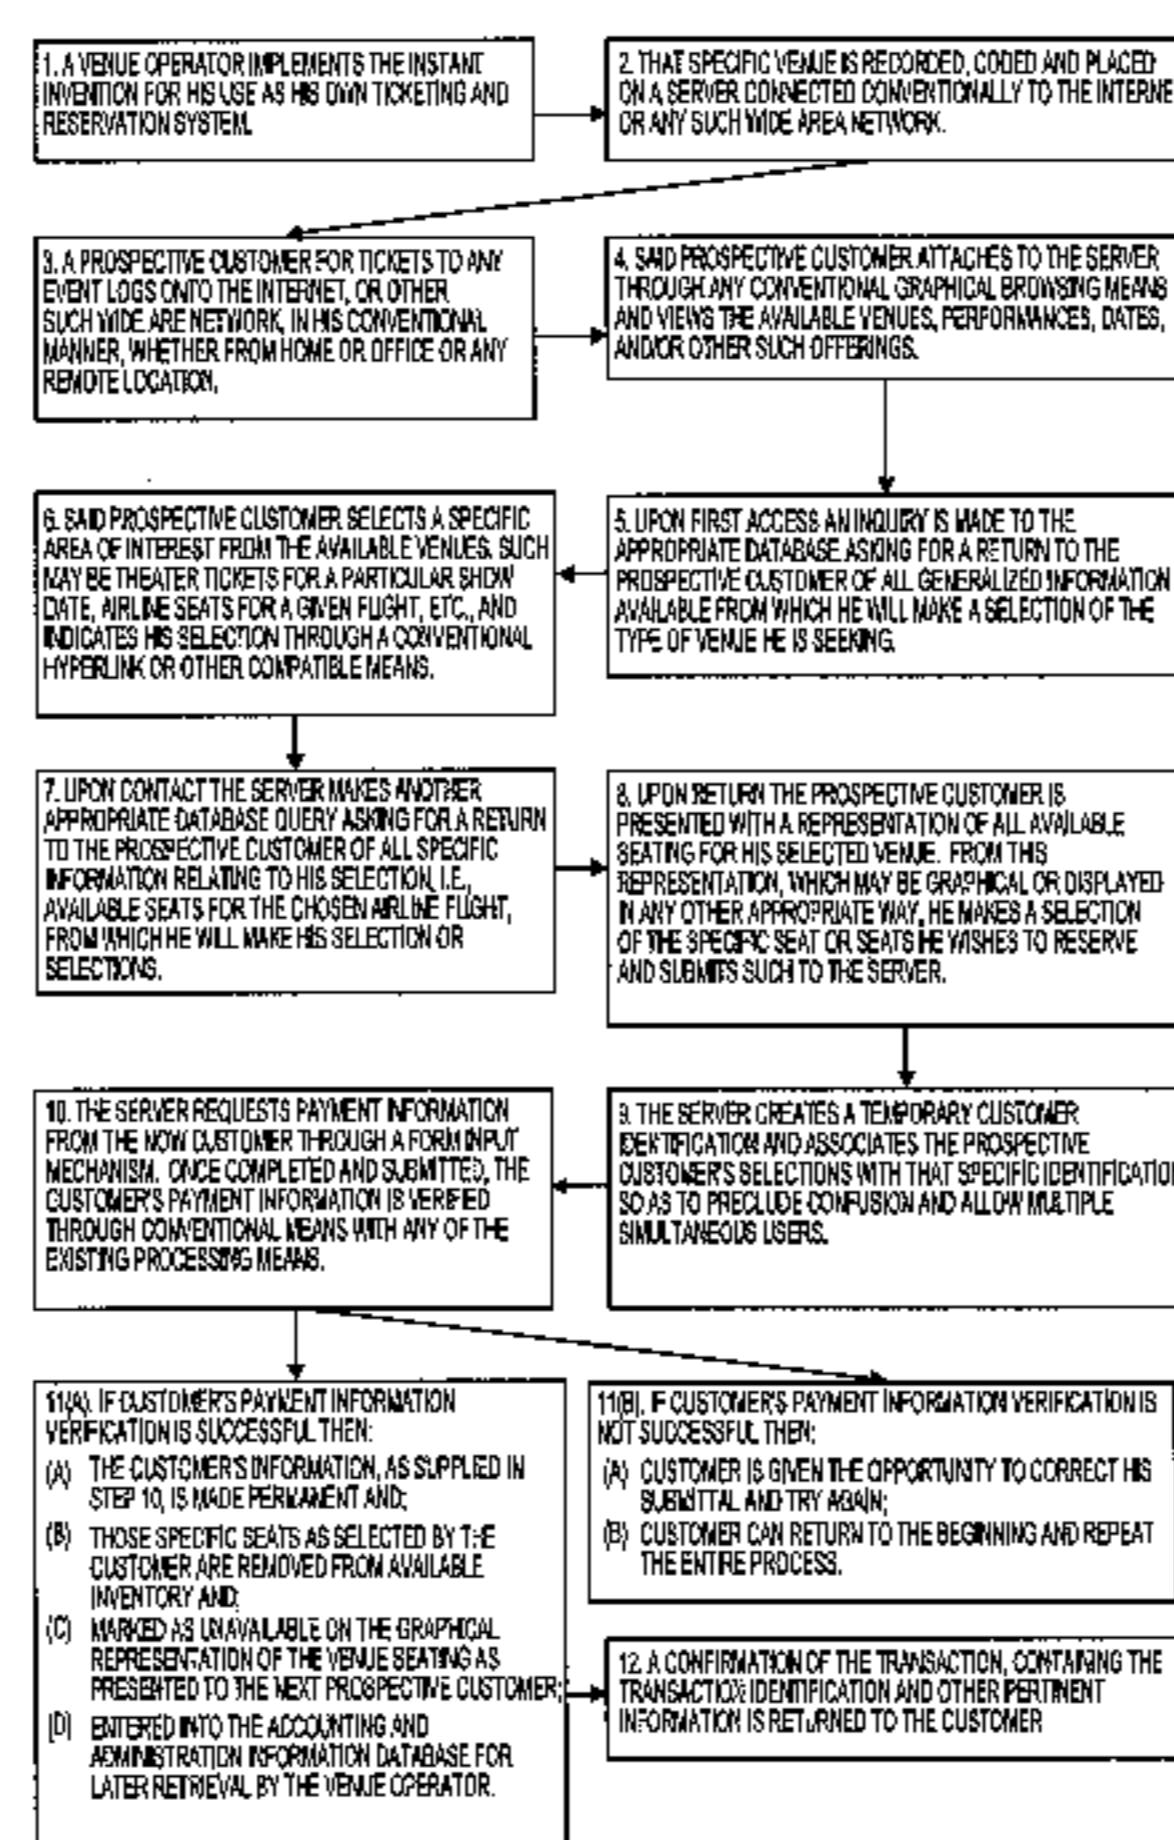 1. A VENUE OPERATOR IMPLEMENTS THE INSTANT
INVENTION FOR HIS USE AS HIS OWN TICKETING AND
RESERVATION SYSTEM.
2. THAT SPECIFIC VENUE IS RECORDED, CODED AND PLACED
ON A SERVER CONNECTED CONVENTIONALLY TO THE INTERNE
OR ANY SUCH WIDE AREA NETWORK.
3. A PROSPECTIVE CUSTOMER FOR TICKETS TO ANY
EVENT LOGS ONTO THE INTERNET, OR OTHER
SUCH WIDE ARE NETWORK, IN HIS CONVENTIONAL
MANNER, WHETHER FROM HOME OR OFFICE OR ANY
REMOTE LOCATION.
4. SAID PROSPECTIVE CUSTOMER ATTACHES TO THE SERVER
THROUGH ANY CONVENTIONAL GRAPHICAL BROWSING MEANS
AND VIEWS THE AVAILABLE VENUES, PERFORMANCES, DATES,
AND/OR OTHER SUCH OFFERINGS.
5. UPON FIRST ACCESS AN INQUIRY IS MADE TO THE
APPROPRIATE DATABASE ASKING FOR A RETURN TO THE
PROSPECTIVE CUSTOMER OF ALL GENERALIZED INFORMATION
AVAILABLE FROM WHICH HE WILL MAKE A SELECTION OF THE
TYPE OF VENUE HE IS SEEKING.
6. SAID PROSPECTIVE CUSTOMER SELECTS A SPECIFIC
AREA OF INTEREST FROM THE AVAILABLE VENUES. SUCH
MAY BE THEATER TICKETS FOR A PARTICULAR SHOW
DATE, AIRLINE SEATS FOR A GIVEN FLIGHT, ETC., AND
INDICATES HIS SELECTION THROUGH A CONVENTIONAL
HYPERLINK OR OTHER COMPATIBLE MEANS.
7. UPON CONTACT THE SERVER MAKES ANOTHER
APPROPRIATE DATABASE QUERY ASKING FOR A RETURN
TO THE PROSPECTIVE CUSTOMER OF ALL SPECIFIC
INFORMATION RELATING TO HIS SELECTION, I.E.,
AVAILABLE SEATS FOR THE CHOSEN AIRLINE FLIGHT,
FROM WHICH HE WILL MAKE HIS SELECTION OR
SELECTIONS.
8. UPON RETURN THE PROSPECTIVE CUSTOMER IS
PRESENTED WITH A REPRESENTATION OF ALL AVAILABLE
SEATING FOR HIS SELECTED VENUE. FROM THIS
REPRESENTATION, WHICH MAY BE GRAPHICAL OR DISPLAYED
IN ANY OTHER APPROPRIATE WAY, HE MAKES A SELECTION
OF THE SPECIFIC SEAT OR SEATS HE WISHES TO RESERVE
AND SUBMITS SUCH TO THE SERVER.
9. THE SERVER CREATES A TEMPORARY CUSTOMER
IDENTIFICATION AND ASSOCIATES THE PROSPECTIVE
CUSTOMER'S SELECTIONS WITH THAT SPECIFIC IDENTIFICATIO
SO AS TO PRECLUDE CONFUSION AND ALLOW MULTIPLE
SIMULTANEOUS USERS.
10. THE SERVER REQUESTS PAYMENT INFORMATION
FROM THE NOW CUSTOMER THROUGH A FORM INPUT
MECHANISM. ONCE COMPLETED AND SUBMITTED, THE
CUSTOMER'S PAYMENT INFORMATION IS VERIFIED
THROUGH CONVENTIONAL MEANS WITH ANY OF THE
EXISTING PROCESSING MEANS.
11(A). IF CUSTOMER'S PAYMENT INFORMATION
VERIFICATION IS SUCCESSFUL THEN:
(A) THE CUSTOMER'S INFORMATION, AS SUPPLIED IN
STEP 10, IS MADE PERMANENT AND;
(B) THOSE SPECIFIC SEATS AS SELECTED BY THE
CUSTOMER ARE REMOVED FROM AVAILABLE
INVENTORY AND;
(C) MARKED AS UNAVAILABLE ON THE GRAPHICAL
REPRESENTATION OF THE VENUE SEATING AS
PRESENTED TO THE NEXT PROSPECTIVE CUSTOMER;
(D) ENTERED INTO THE ACCOUNTING AND
ADMINISTRATION INFORMATION DATABASE FOR
LATER RETRIEVAL BY THE VENUE OPERATOR.
11(B). IF CUSTOMER'S PAYMENT INFORMATION VERIFICATION IS
NOT SUCCESSFUL THEN:
(A) CUSTOMER IS GIVEN THE OPPORTUNITY TO CORRECT HIS
SUBMITTAL AND TRY AGAIN;
(B) CUSTOMER CAN RETURN TO THE BEGINNING AND REPEAT
THE ENTIRE PROCESS.
12. A CONFIRMATION OF THE TRANSACTION, CONTAINING THE
TRANSACTION IDENTIFICATION AND OTHER PERTINENT
INFORMATION IS RETURNED TO THE CUSTOMER